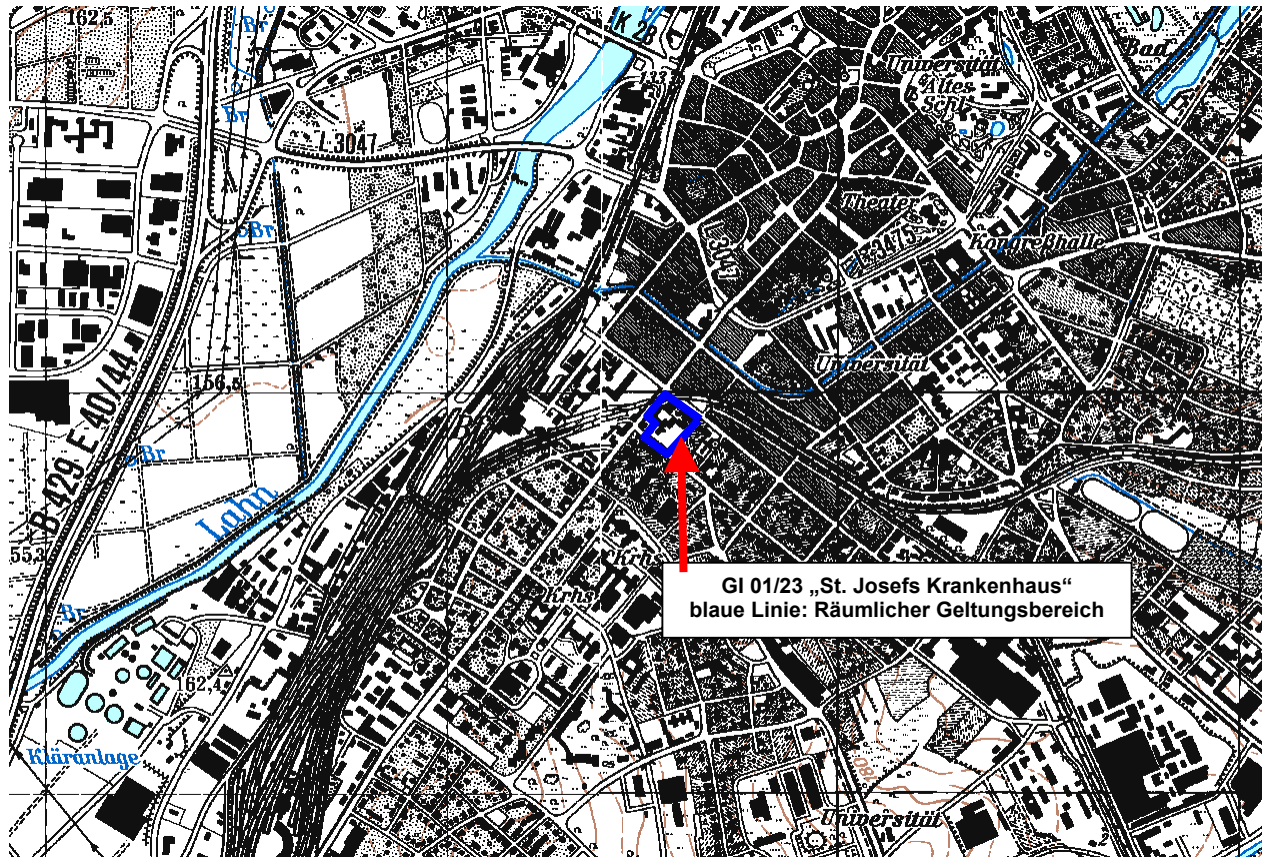 162,5
Br
K 28
133
Bad
Universität
Altes
Schl.
Br
L 3047
Br
Theater
L 3475
Kongreßhalle
L 3047
Universität
156,5
B 429 E 40/44
Br
Lahn
155,3
Krhs
Krhs
GI 01/23 „St. Josefs Krankenhaus“
blaue Linie: Räumlicher Geltungsbereich
Br
162,4
Kläranlage
180
Universität